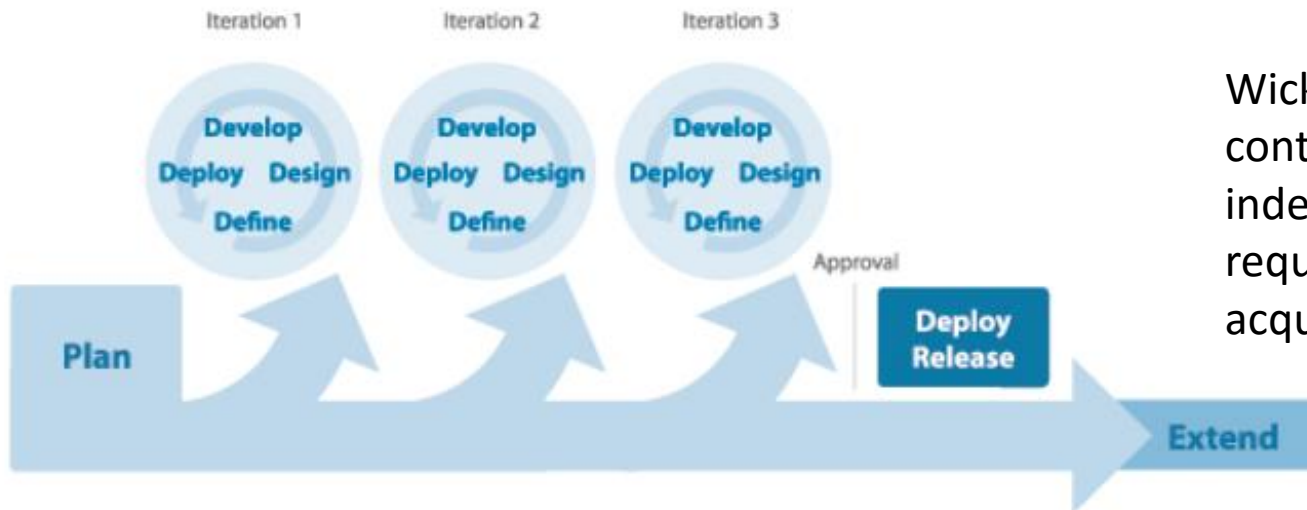 Iteration 1
Iteration 2
Iteration 3
Develop
Deploy Design
Define
Develop
Deploy Design
Define
Develop
Deploy Design
Define
Approval
Plan
Deploy
Release
Extend